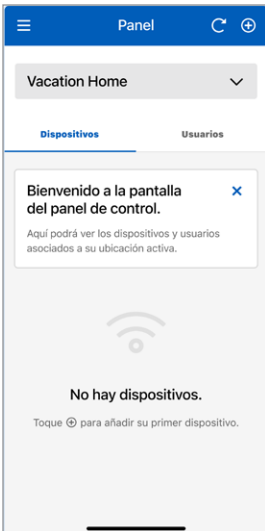 Panel
Vacation Home
Dispositivos
Usuarios
Bienvenido a la pantalla
del panel de control.
Aquí podrá ver los dispositivos y usuarios
asociados a su ubicación activa.
No hay dispositivos.
Toque ⊕ para añadir su primer dispositivo.